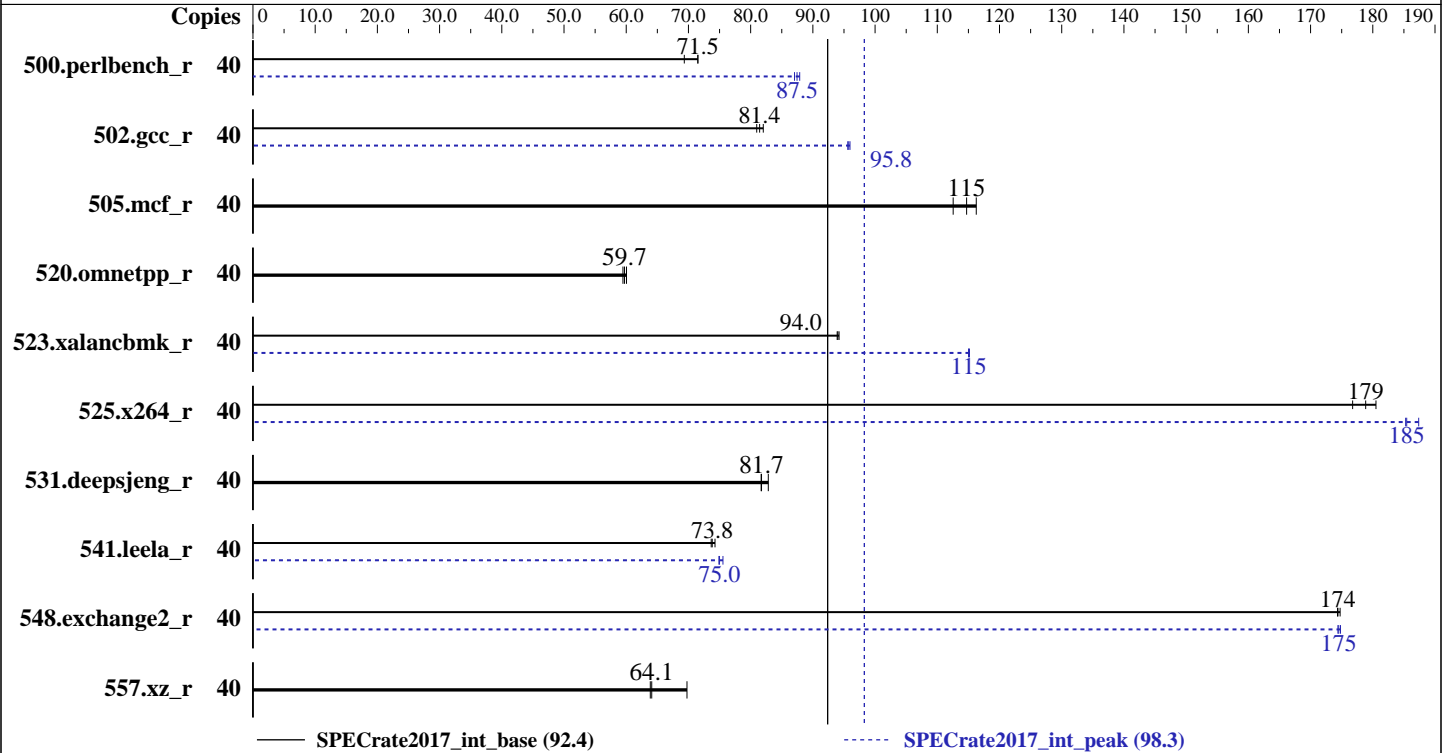 Copies 0 10.0 20.0 30.0 40.0 50.0 60.0 70.0 80.0 90.0 100 110 120 130 140 150 160 170 180 190
71.5
500.perlbench_r 40
87.5
81.4
502.gcc_r 40
95.8
115
505.mcf_r 40
59.7
520.omnetpp_r 40
94.0
523.xalancbmk_r 40
115
179
525.x264_r 40
185
81.7
531.deepsjeng_r 40
73.8
541.leela_r 40
75.0
174
548.exchange2_r 40
175
64.1
557.xz_r 40
SPECrate2017_int_base (92.4) SPECrate2017_int_peak (98.3)